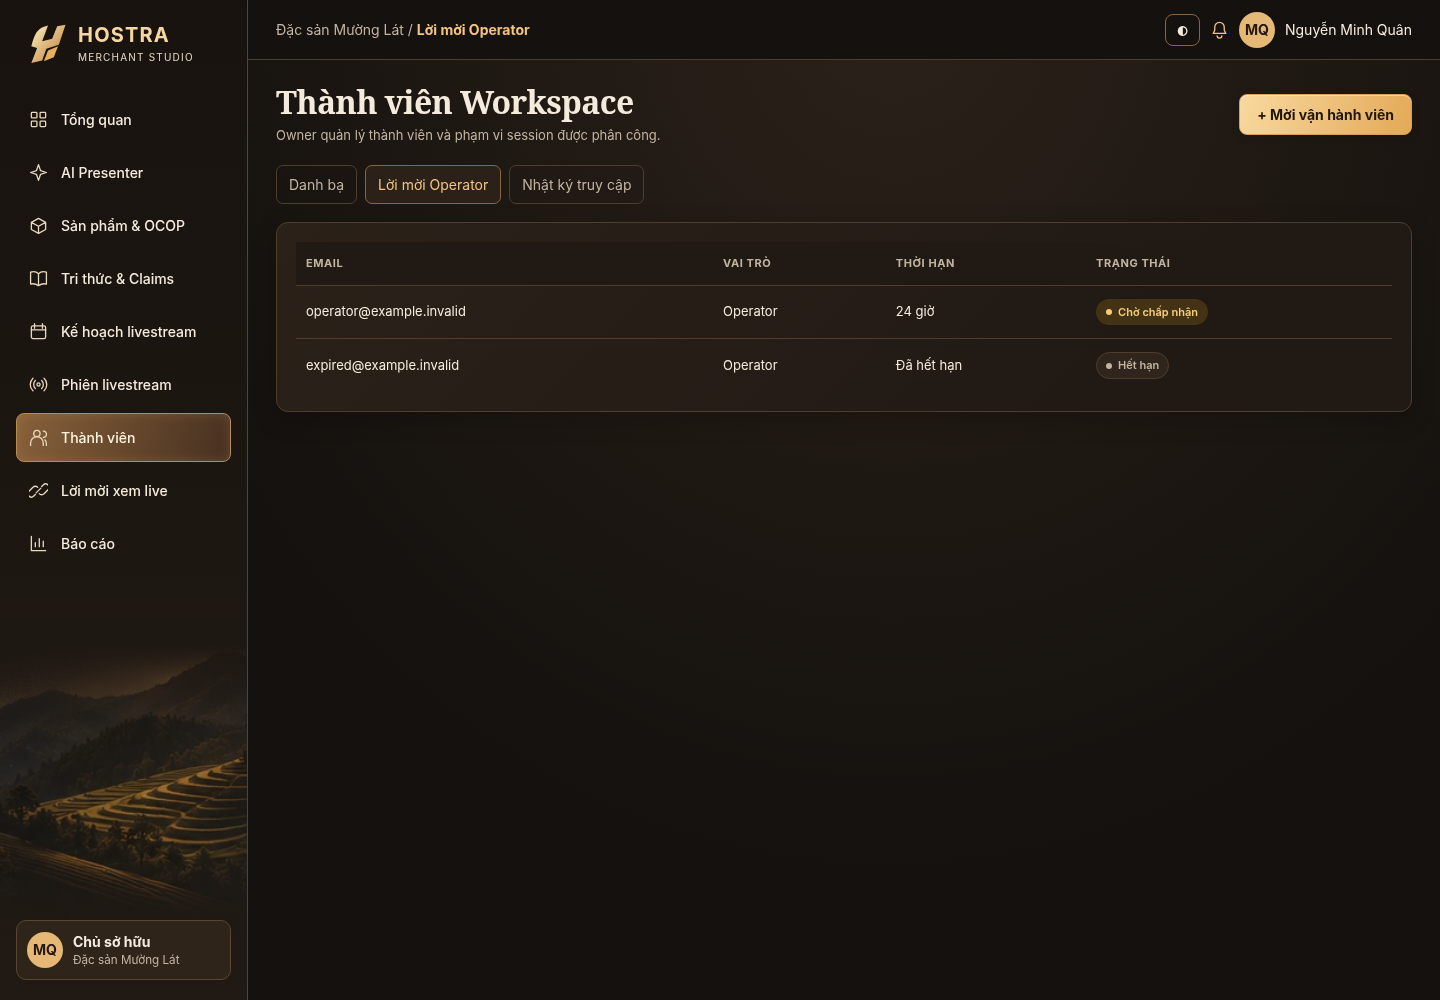 HOSTRA
MERCHANT STUDIO
Tổng quan
AI Presenter
Sản phẩm & OCOP
Tri thức & Claims
Kế hoạch livestream
Phiên livestream
Thành viên
Lời mời xem live
Báo cáo
MQ
Chủ sở hữu
Đặc sản Mường Lát
Đặc sản Mường Lát / Lời mời Operator
MQ Nguyễn Minh Quân
Thành viên Workspace
Owner quản lý thành viên và phạm vi session được phân công.
+ Mời vận hành viên
Danh bạ Lời mời Operator Nhật ký truy cập
EMAIL VAI TRÒ THỜI HẠN TRẠNG THÁI
operator@example.invalid Operator 24 giờ Chờ chấp nhận
expired@example.invalid Operator Đã hết hạn Hết hạn